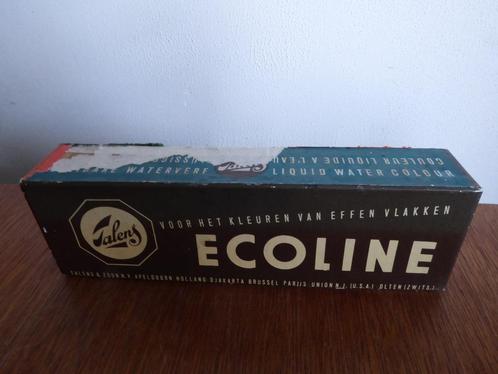 COULEUR LIQUIDE A L'EAU
LIQUID WATER COLOUR
WATERVERF
Talens
Talens
VOOR HET KLEUREN VAN EFFEN VLAKKEN
ECOLINE
TALENS & ZOON N.V. APELDOORN HOLLAND DJAKARTA BRUSSEL PARIJS UNION N.J. (U.S.A.) OLTEN (ZWITS.)